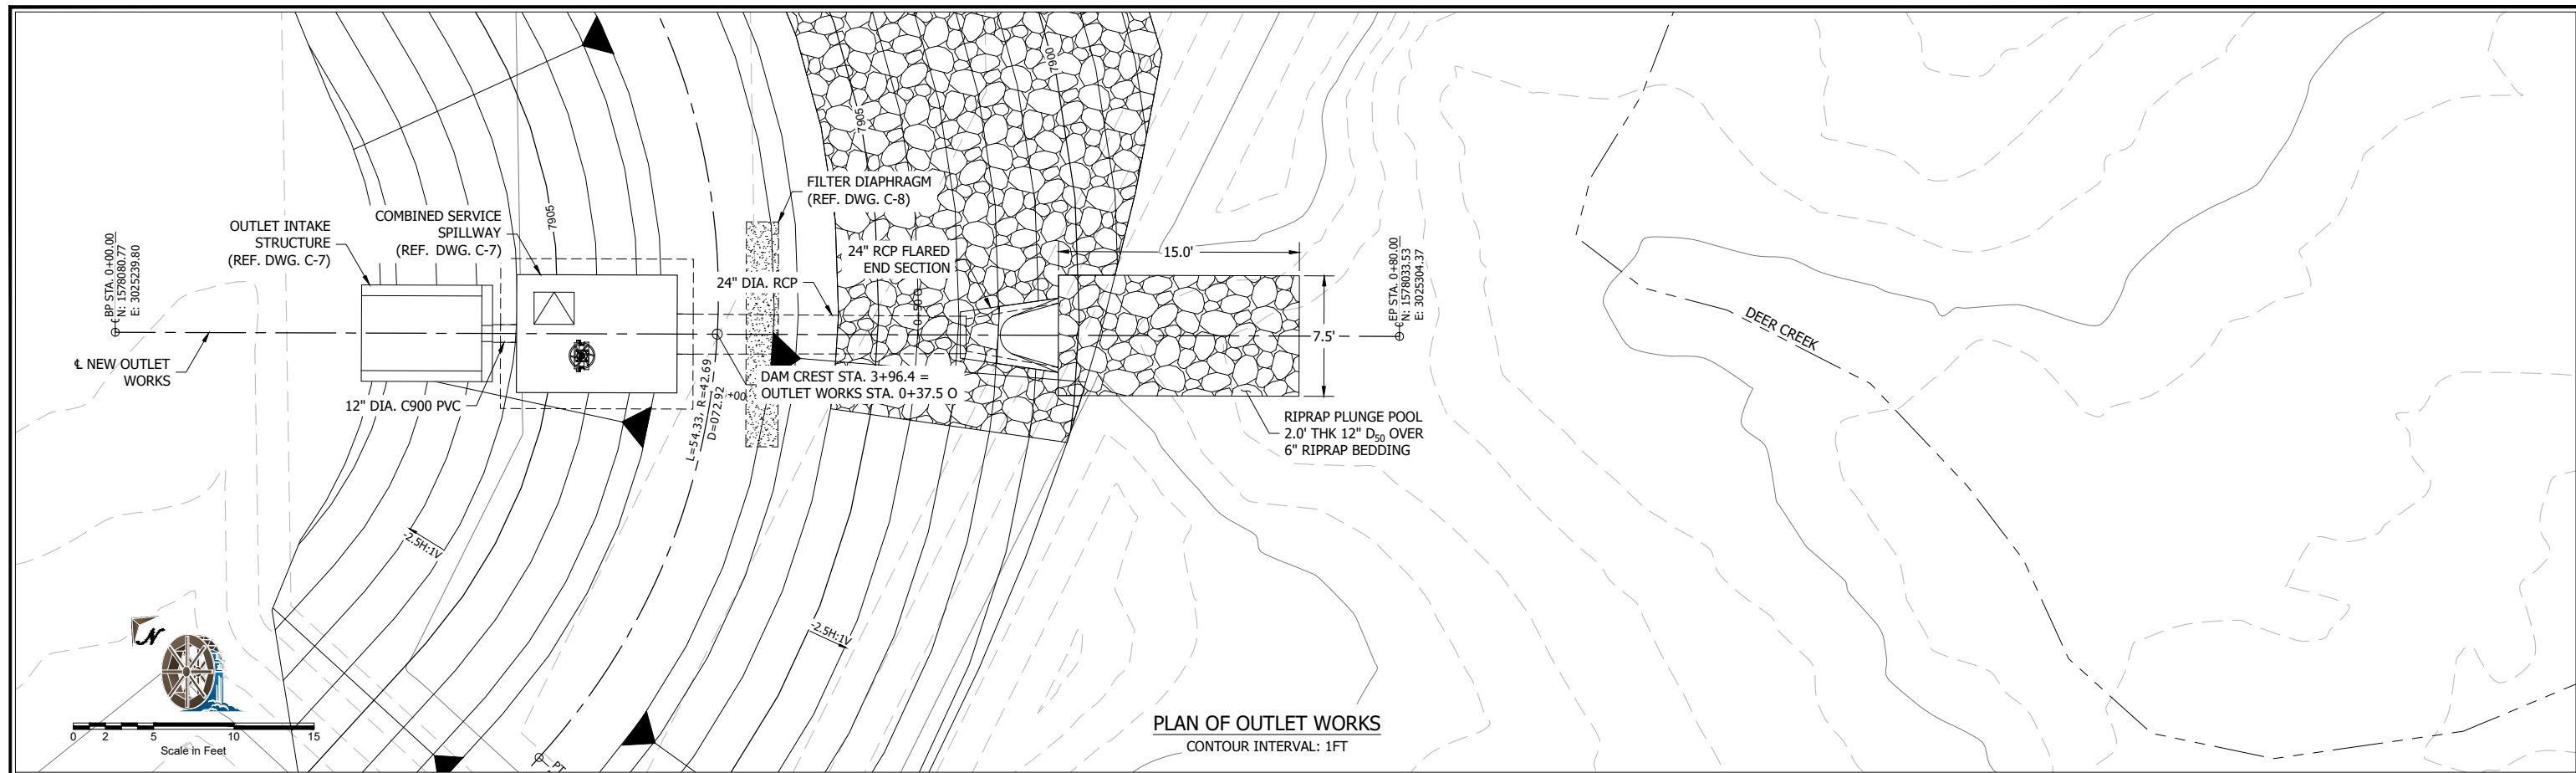 7900
7905
FILTER DIAPHRAGM
(REF. DWG. C-8)
OUTLET INTAKE
STRUCTURE
(REF. DWG. C-7)
COMBINED SERVICE
SPILLWAY
(REF. DWG. C-7)
7905
BP STA. 0+00.00
N: 1578080.77
E: 3025239.80
24" RCP FLARED
END SECTION
15.0'
24" DIA. RCP
EP STA. 0+80.00
N: 1578033.53
E: 3025304.37
0+50
7.5'
DEER CREEK
℄ NEW OUTLET
WORKS
12" DIA. C900 PVC
L=54.33, R=42.69
D=072.92
+00
DAM CREST STA. 3+96.4 =
OUTLET WORKS STA. 0+37.5 O
RIPRAP PLUNGE POOL
2.0' THK 12" D50 OVER
6" RIPRAP BEDDING
-2.5H:1V
-2.5H:1V
N
0 2 5 10 15
Scale in Feet
PLAN OF OUTLET WORKS
CONTOUR INTERVAL: 1FT
PT